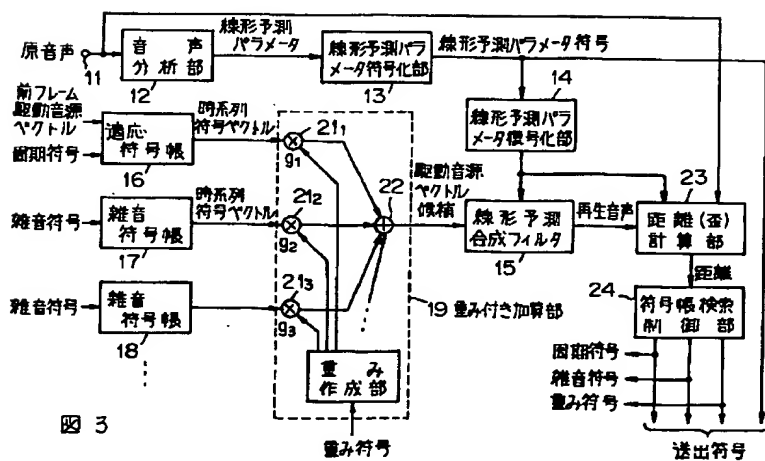 原音声
11
音声
分析部
12
線形予測
パラメータ
線形予測パラ
メータ符号化部
13
線形予測パラメータ符号
14
線形予測パラ
メータ復号化部
前フレーム
駆動音源
ベクトル
周期符号
適応
符号帳
16
時系列
符号ベクトル
21₁
g₁
雑音符号
雑音
符号帳
17
時系列
符号ベクトル
21₂
g₂
雑音符号
雑音
符号帳
18
21₃
g₃
22
駆動音源
ベクトル
候補
線形予測
合成フィルタ
15
再生音声
23
距離(歪)
計算部
距離
24
符号帳検索
制御部
19 重み付き加算部
重み
作成部
重み符号
周期符号
雑音符号
重み符号
送出符号
図 3